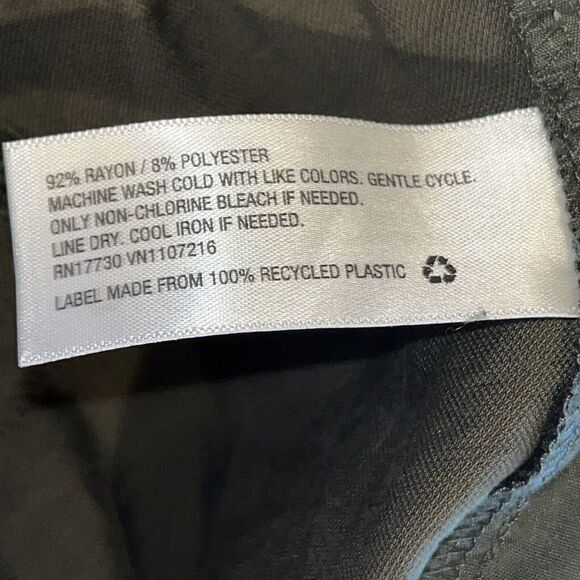 92% RAYON / 8% POLYESTER
MACHINE WASH COLD WITH LIKE COLORS. GENTLE CYCLE.
ONLY NON-CHLORINE BLEACH IF NEEDED.
LINE DRY. COOL IRON IF NEEDED.
RN17730 VN1107216
LABEL MADE FROM 100% RECYCLED PLASTIC